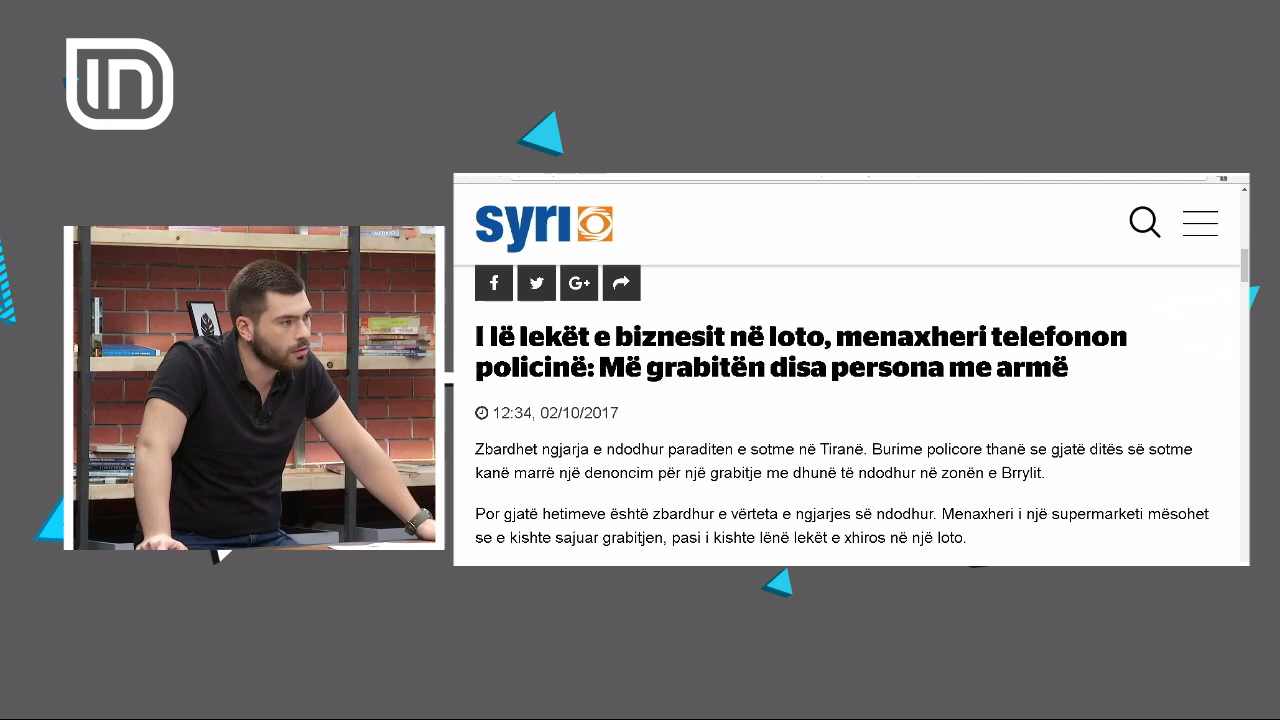 IN
syri
f
G+
I lë lekët e biznesit në loto, menaxheri telefonon
policinë: Më grabitën disa persona me armë
12:34, 02/10/2017
Zbardhet ngjarja e ndodhur paraditen e sotme në Tiranë. Burime policore thanë se gjatë ditës së sotme
kanë marrë një denoncim për një grabitje me dhunë të ndodhur në zonën e Brrylit.
Por gjatë hetimeve është zbardhur e vërteta e ngjarjes së ndodhur. Menaxheri i një supermarketi mësohet
se e kishte sajuar grabitjen, pasi i kishte lënë lekët e xhiros në një loto.